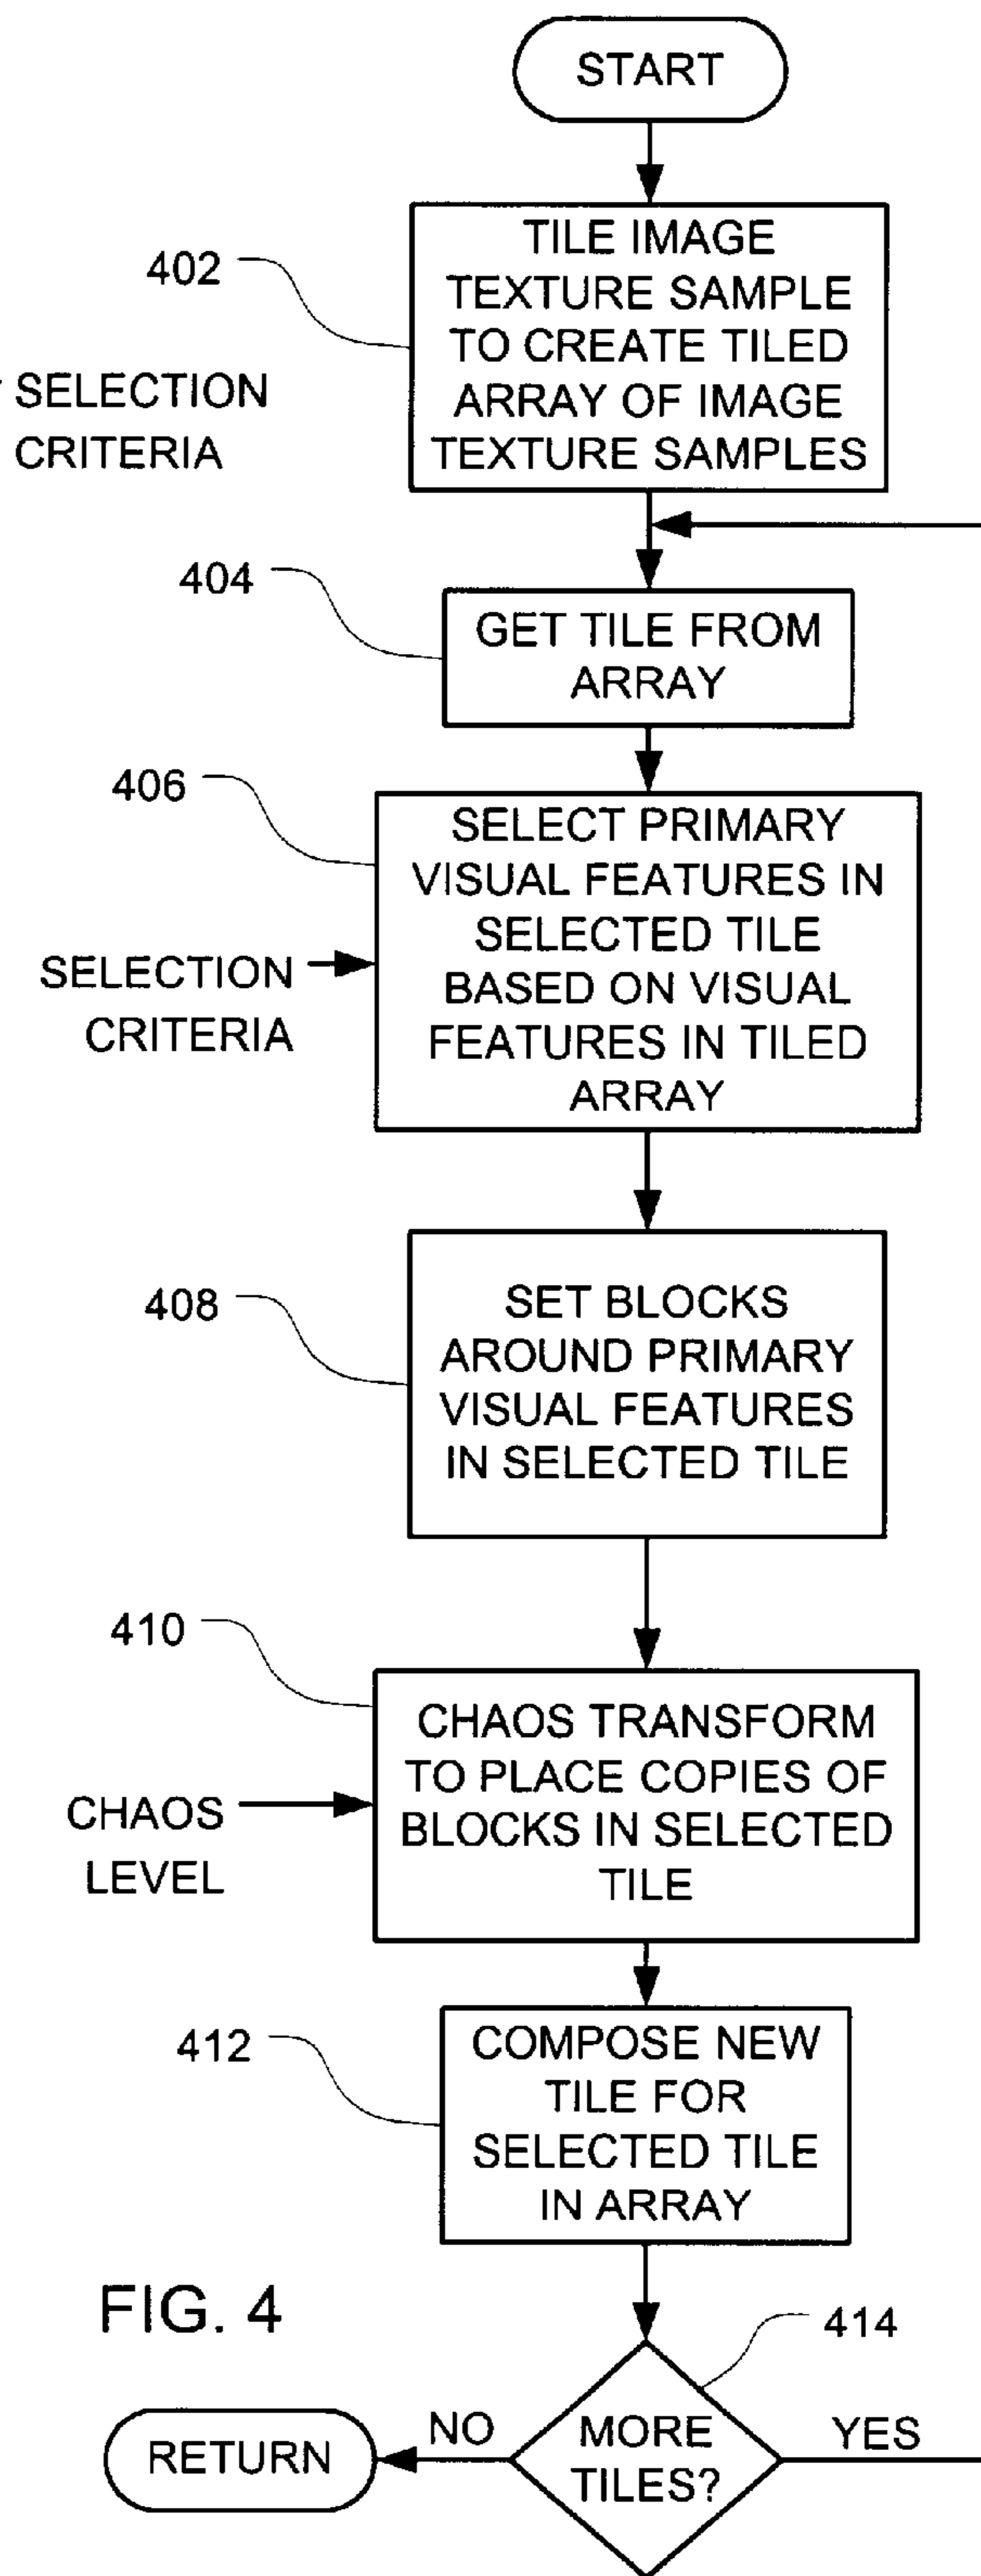 START
402
TILE IMAGE
TEXTURE SAMPLE
TO CREATE TILED
ARRAY OF IMAGE
TEXTURE SAMPLES
SELECTION
CRITERIA
404
GET TILE FROM
ARRAY
406
SELECT PRIMARY
VISUAL FEATURES IN
SELECTED TILE
BASED ON VISUAL
FEATURES IN TILED
ARRAY
SELECTION
CRITERIA
408
SET BLOCKS
AROUND PRIMARY
VISUAL FEATURES
IN SELECTED TILE
410
CHAOS TRANSFORM
TO PLACE COPIES OF
BLOCKS IN SELECTED
TILE
CHAOS
LEVEL
412
COMPOSE NEW
TILE FOR
SELECTED TILE
IN ARRAY
FIG. 4
414
MORE
TILES?
NO
YES
RETURN